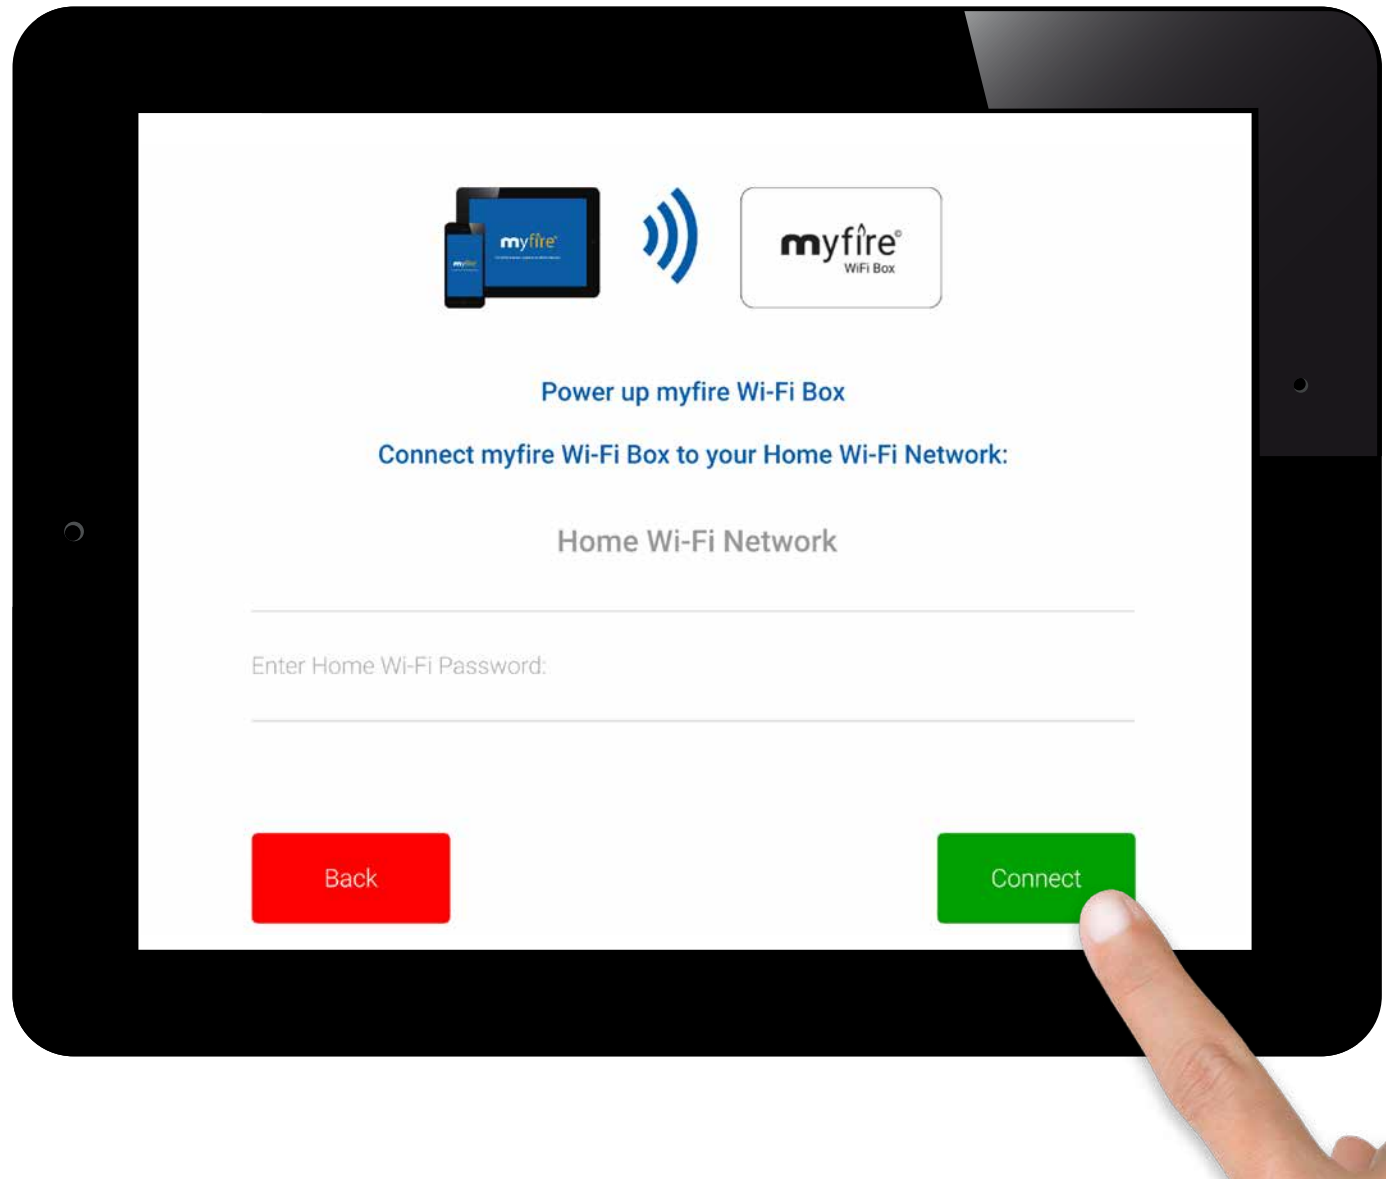 myfire
myfire
myfire©
WiFi Box
Power up myfire Wi-Fi Box
Connect myfire Wi-Fi Box to your Home Wi-Fi Network:
Home Wi-Fi Network
Enter Home Wi-Fi Password:
Back
Connect